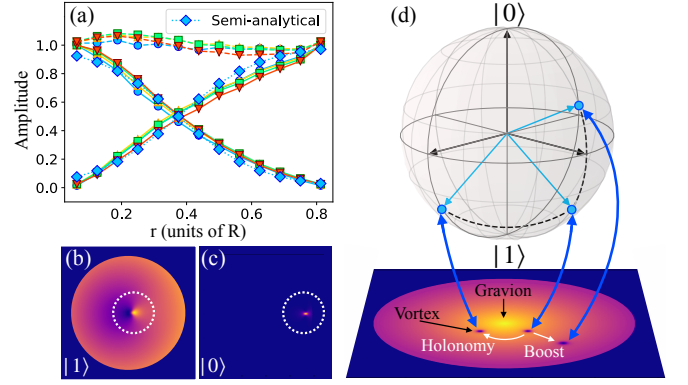 (a)
Semi-analytical
Amplitude
1.0
0.8
0.6
0.4
0.2
0.0
0.2
0.4
0.6
0.8
r (units of R)
(b)
|1⟩
(c)
|0⟩
(d)
|0⟩
|1⟩
Gravion
Vortex
Holonomy
Boost